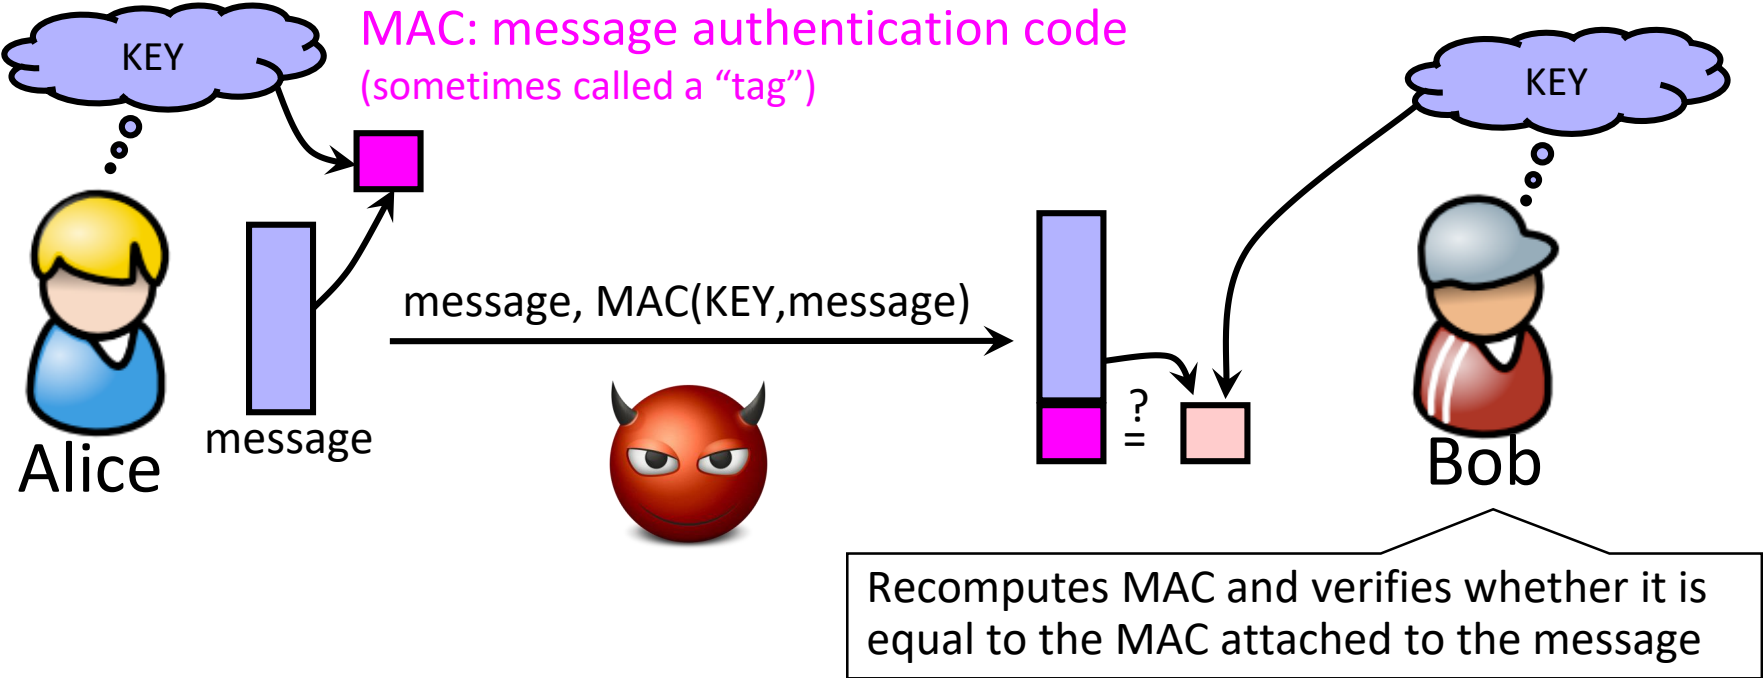 KEY
MAC: message authentication code
(sometimes called a “tag”)
KEY
message, MAC(KEY,message)
message
?
=
Alice
Bob
Recomputes MAC and verifies whether it is
equal to the MAC attached to the message